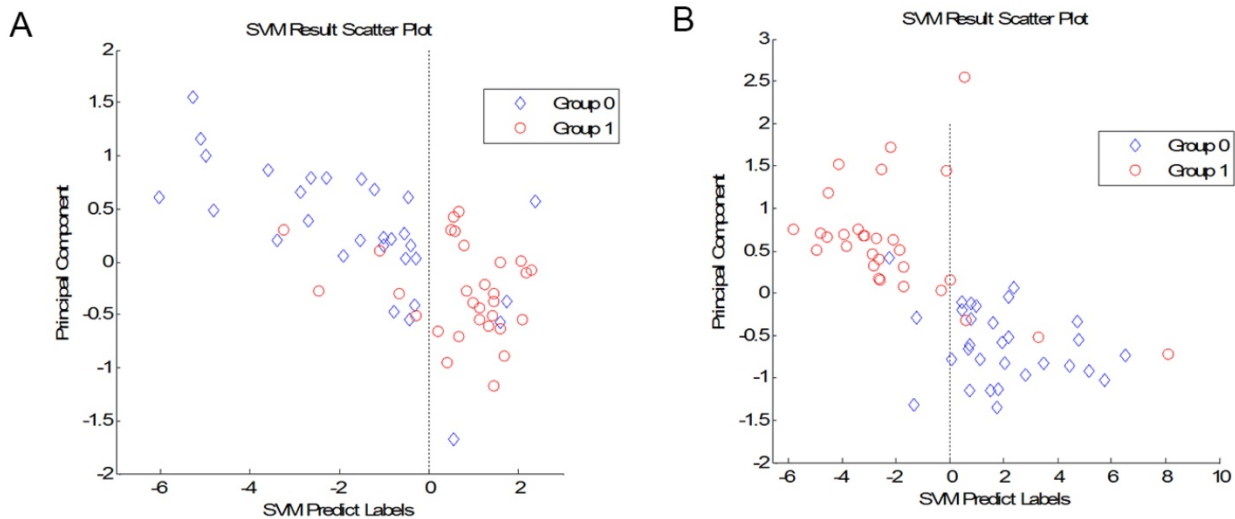 A
SVM Result Scatter Plot
2
1.5
1
0.5
0
-0.5
-1
-1.5
-2
Principal Component
Group 0
Group 1
-6
-4
-2
0
2
SVM Predict Labels
B
SVM Result Scatter Plot
3
2.5
2
1.5
1
0.5
0
-0.5
-1
-1.5
-2
Principal Component
Group 0
Group 1
-6
-4
-2
0
2
4
6
8
10
SVM Predict Labels